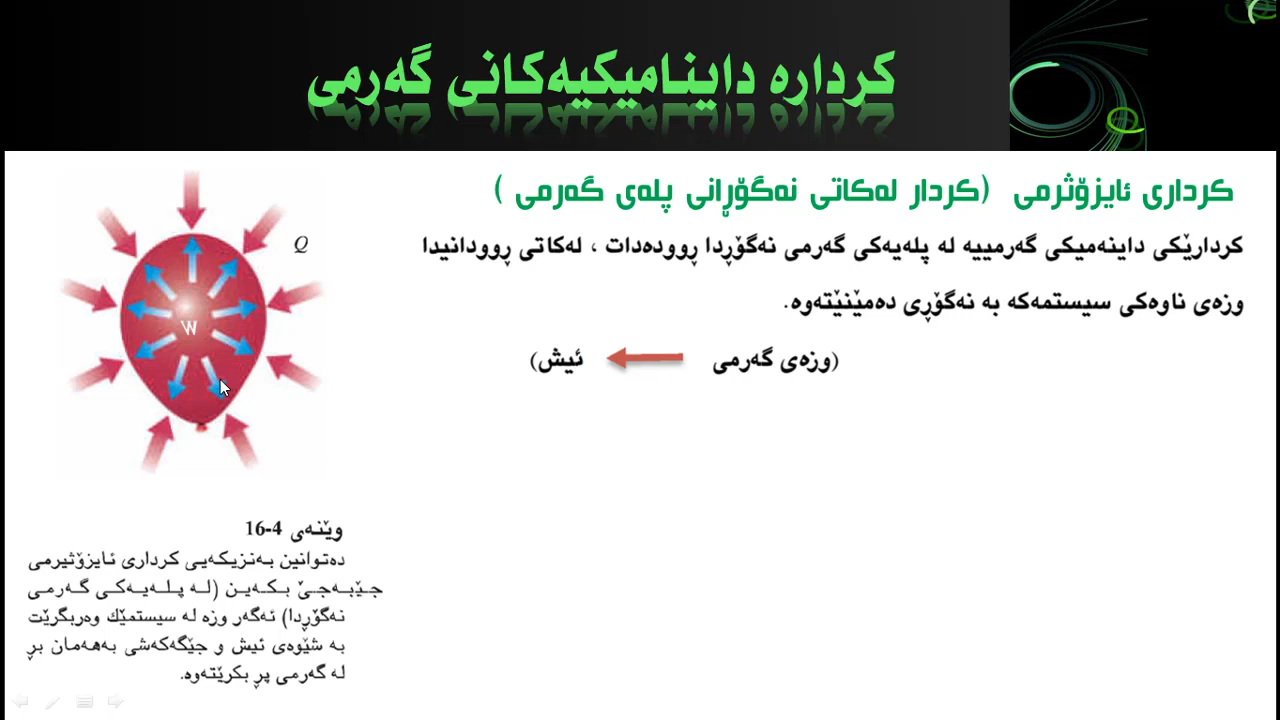 کردارە داینامیکیەکانی گەرمی
کرداری ئایزۆثرمی (کردار لەکاتی نەگۆڕانی پلەی گەرمی )
کردارێکی داینەمیکی گەرمییە لە پلەیەکی گەرمی نەگۆڕدا ڕوودەدات ، لەکاتی ڕوودانیدا
وزەی ناوەکی سیستمەکە بە نەگۆڕی دەمێنێتەوە.
(وزەی گەرمی ← ئیش)
Q
W
وێنەی 4-16
دەتوانین بەنزیکەیی کرداری ئایزۆثیرمی
جێبەجێ بکەین (لە پلەیەکی گەرمی
نەگۆڕدا) ئەگەر وزە لە سیستمێك وەربگرێت
بە شێوەی ئیش و جێگەکەشی بەهەمان بڕ
لە گەرمی پڕ بکرێتەوە.